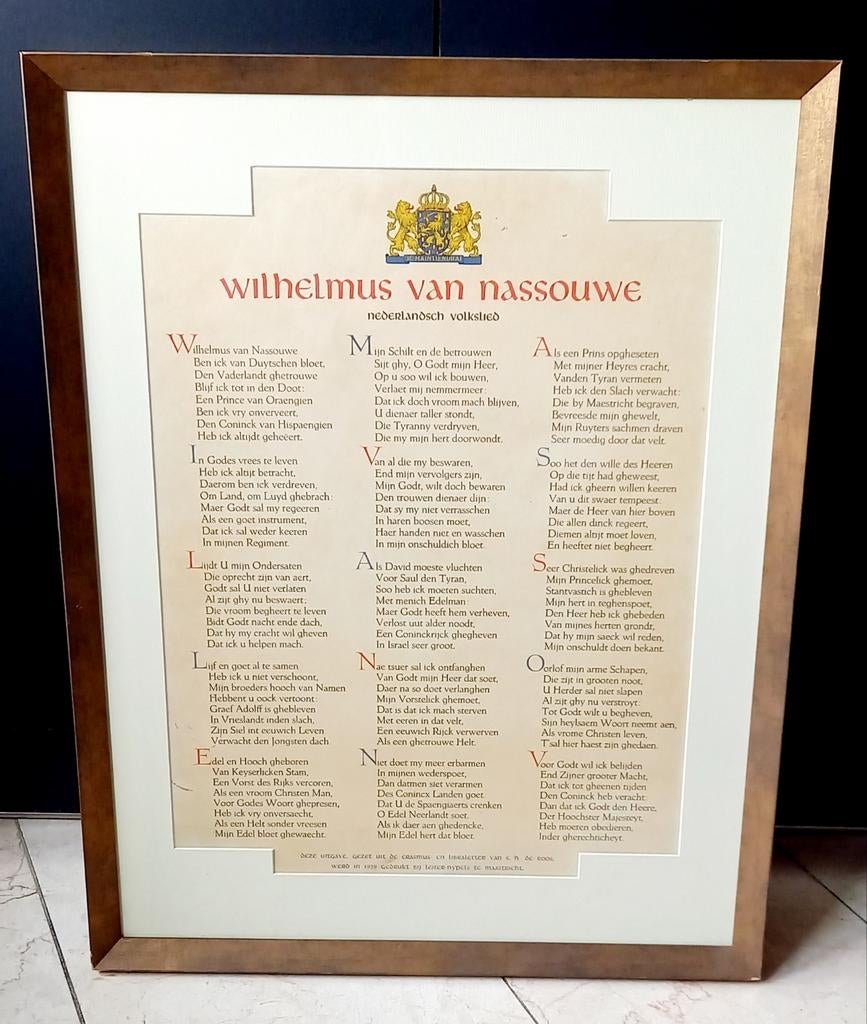 JE MAINTIENDRAI
Wilhelmus van Nassouwe
nederlandsch volkslied
Wilhelmus van Nassouwe
Ben ick van Duytschen bloet,
Den Vaderlandt ghetrouwe
Blijf ick tot in den Doot:
Een Prince van Oraengien
Ben ick vry onverveert,
Den Coninck van Hispaengien
Heb ick altijdt geheëert.
In Godes vrees te leven
Heb ick altijt betracht,
Daerom ben ick verdreven,
Om Land, om Luyd ghebracht:
Maer Godt sal my regeeren
Als een goet instrument,
Dat ick sal weder keeren
In mijnen Regiment.
Lijdt U mijn Ondersaten
Die oprecht zijn van aert,
Godt sal U niet verlaten
Al zijt ghy nu beswaert:
Die vroom begheert te leven
Bidt Godt nacht ende dach,
Dat hy my cracht wil gheven
Dat ick u helpen mach.
Lijf en goet al te samen
Heb ick u niet verschoont,
Mijn broeders hooch van Namen
Hebbent u oock vertoont:
Graef Adolff is ghebleven
In Vrieslandt inden slach,
Zijn Siel int eeuwich Leven
Verwacht den Jongsten dach.
Edel en Hooch gheboren
Van Keyserlicken Stam,
Een Vorst des Rijks vercoren,
Als een vroom Christen Man,
Voor Godes Woort ghepresen,
Heb ick vry onversaecht,
Als een Helt sonder vreesen
Mijn Edel bloet ghewaecht.
Mijn Schilt en de betrouwen
Sijt ghy, O Godt mijn Heer,
Op u soo wil ick bouwen,
Verlaet mij nemmermeer:
Dat ick doch vroom mach blijven,
U dienaer taller stondt,
Die Tyranny verdryven,
Die my mijn hert doorwondt.
Van al die my beswaren,
End mijn vervolgers zijn,
Mijn Godt, wilt doch bewaren
Den trouwen dienaer dijn:
Dat sy my niet verrasschen
In haren boosen moet,
Haer handen niet en wasschen
In mijn onschuldich bloet.
Als David moeste vluchten
Voor Saul den Tyran,
Soo heb ick moeten suchten,
Met menich Edelman:
Maer Godt heeft hem verheven,
Verlost uut alder noodt,
Een Coninckrijck ghegheven
In Israel seer groot.
Nae tsuer sal ick ontfanghen
Van Godt mijn Heer dat soet,
Daer na so doet verlanghen
Mijn Vorstelick ghemoet,
Dat is dat ick mach sterven
Met eeren in dat velt,
Een eeuwich Rijck verwerven
Als een ghetrouwe Helt.
Niet doet my meer erbarmen
In mijnen wederspoet,
Dan datmen siet verarmen
Des Conincx Landen goet.
Dat U de Spaengiaerts crenken
O Edel Neerlandt soet.
Als ik daer aen ghedencke,
Mijn Edel hert dat bloet.
Als een Prins opgheseten
Met mijner Heyres cracht,
Vanden Tyran vermeten
Heb ick den Slach verwacht:
Die by Maestricht begraven,
Bevreesde mijn ghewelt,
Mijn Ruyters sachmen draven
Seer moedig door dat velt.
Soo het den wille des Heeren
Op die tijt had gheweest,
Had ick gheern willen keeren
Van u dit swaer tempeest:
Maer de Heer van hier boven
Die allen dinck regeert,
Diemen altijt moet loven,
En heeftet niet begheert.
Seer Christelick was ghedreven
Mijn Princelick ghemoet,
Stantvastich is ghebleven
Mijn hert in teghenspoet,
Den Heer heb ick ghebeden
Van mijnes herten grondt,
Dat hy mijn saeck wil reden,
Mijn onschuldt doen bekant.
Oorlof mijn arme Schapen,
Die zijt in grooten noot,
U Herder sal niet slapen
Al zijt ghy nu verstroyt:
Tot Godt wilt u begheven,
Sijn heylsaem Woort neemt aen,
Als vrome Christen leven,
T'sal hier haest zijn ghedaen.
Voor Godt wil ick belijden
End Zijner grooter Macht,
Dat ick tot gheenen tijden
Den Coninck heb veracht:
Dan dat ick Godt den Heere,
Der Hoochster Majesteyt,
Heb moeten obedieren,
Inder gherechticheyt.
deze uitgave, gezet uit de erasmus- en libraletter van s. h. de roos,
werd in 1939 gedrukt bij leiter-nypels te maastricht.